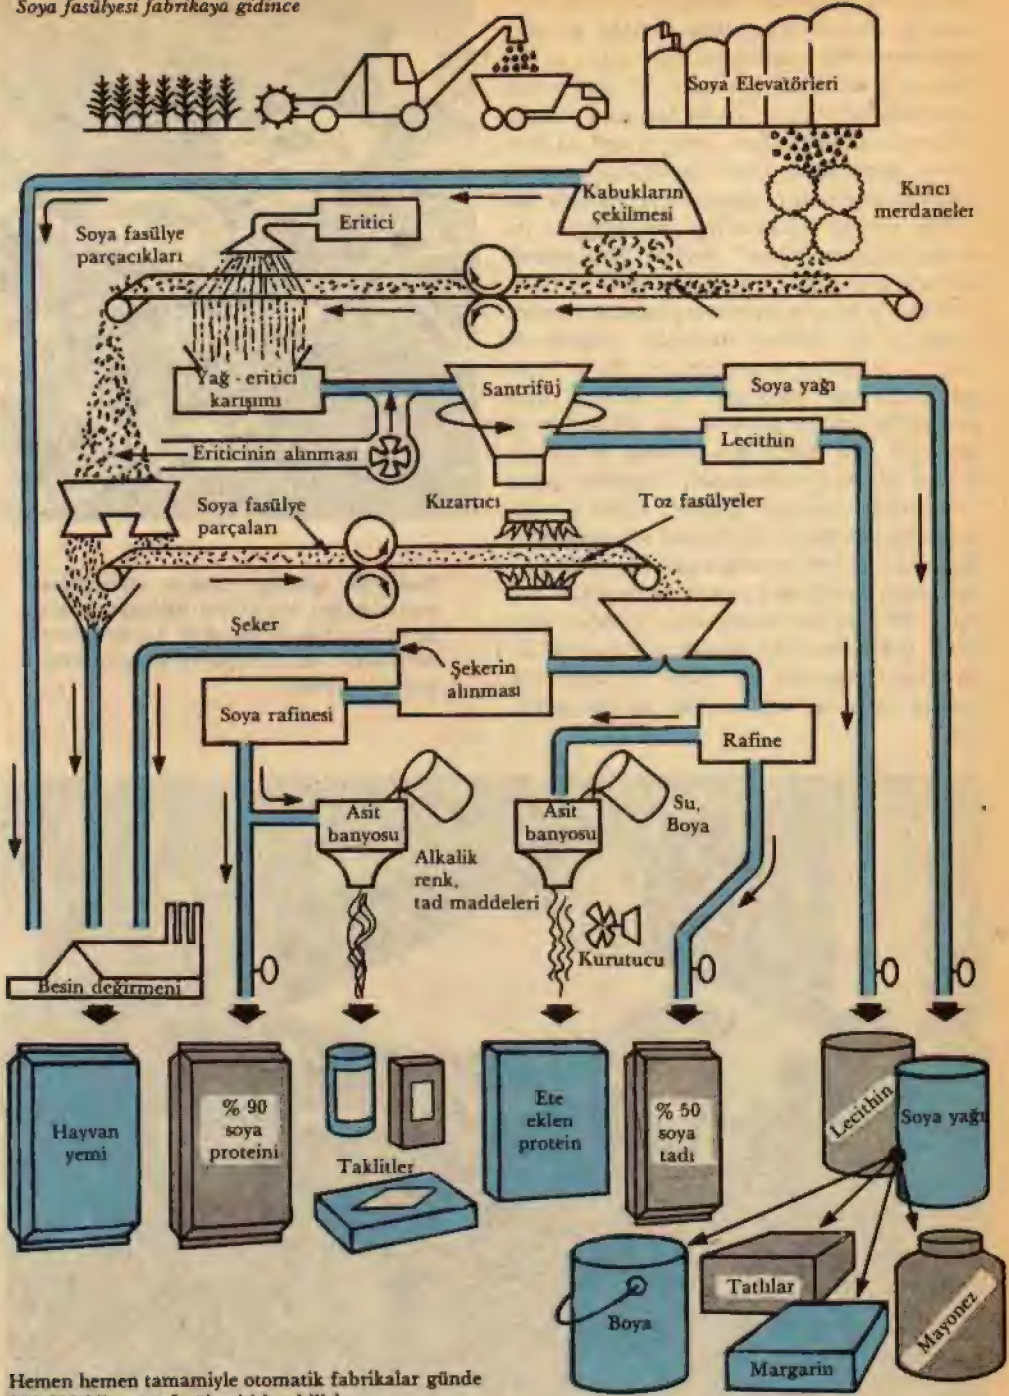 Soya fasülyesi fabrikaya gidince
Soya Elevatörleri
Kabukların
çekilmesi
Kırıcı
merdaneler
Eritici
Soya fasülye
parçacıkları
Yağ - eritici
karışımı
Santrifüj
Soya yağı
Lecithin
Eriticinin alınması
Soya fasülye
parçaları
Kızartıcı
Toz fasülyeler
Şeker
Şekerin
alınması
Soya rafinesi
Rafine
Asit
banyosu
Asit
banyosu
Su,
Boya
Alkalik
renk,
tad maddeleri
Kurutucu
Besin değirmeni
Hayvan
yemi
% 90
soya
proteini
Taklitler
Ete
eklen
protein
% 50
soya
tadı
Lecithin
Soya yağı
Boya
Tatlılar
Margarin
Mayonez
Hemen hemen tamamiyle otomatik fabrikalar günde